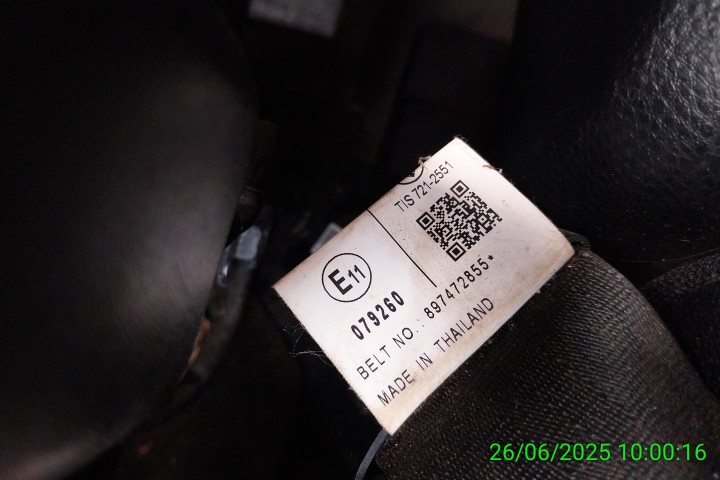 TIS 721-2551
E11
079260
BELT NO.: 897472855*
MADE IN THAILAND
26/06/2025 10:00:16